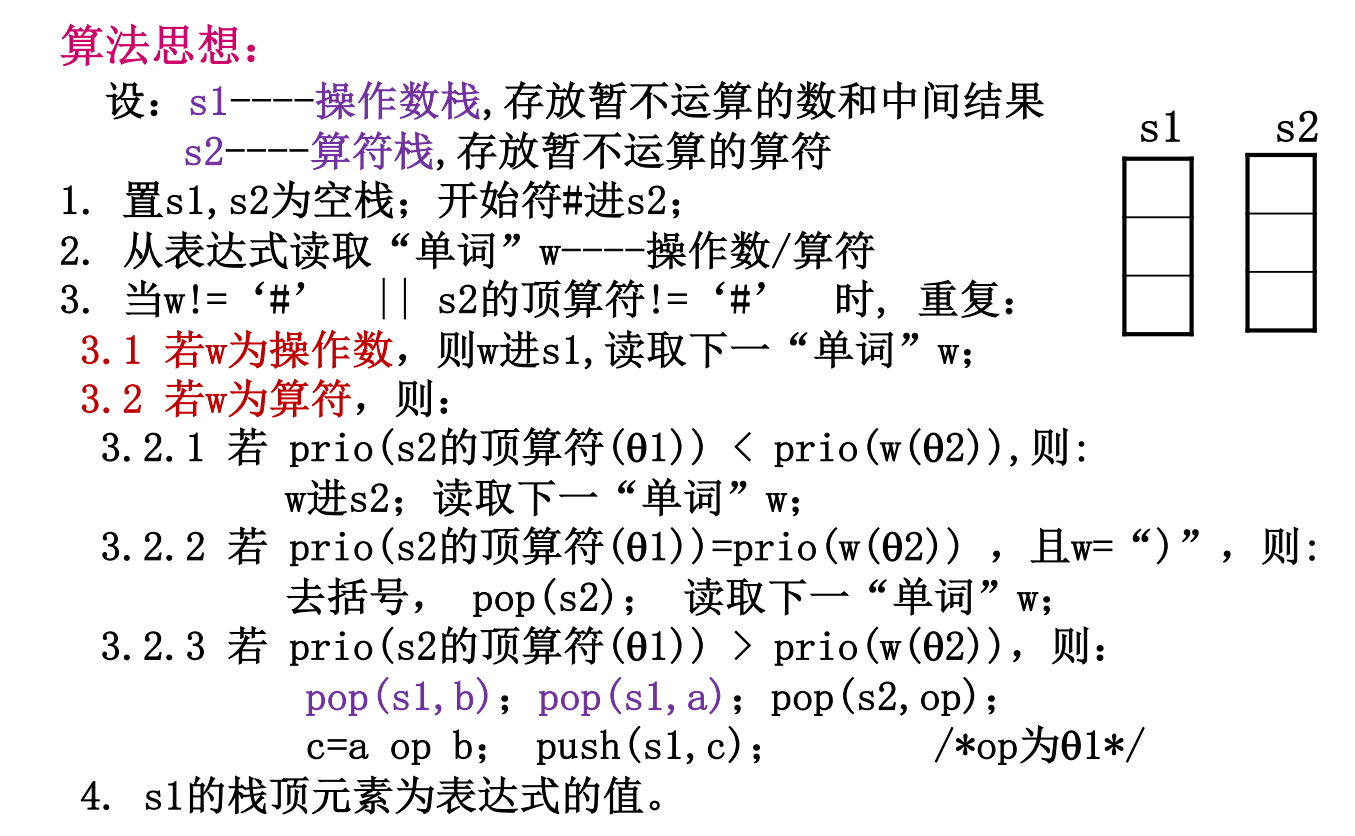 算法思想：
设：s1----操作数栈,存放暂不运算的数和中间结果
s2----算符栈,存放暂不运算的算符
s1 s2
1. 置s1,s2为空栈；开始符#进s2；
2. 从表达式读取“单词”w----操作数/算符
3. 当w!=‘#’ || s2的顶算符!=‘#’ 时, 重复：
3.1 若w为操作数，则w进s1,读取下一“单词”w；
3.2 若w为算符，则：
3.2.1 若 prio(s2的顶算符(θ1)) < prio(w(θ2)),则:
w进s2；读取下一“单词”w；
3.2.2 若 prio(s2的顶算符(θ1))=prio(w(θ2)) ，且w=“)”，则:
去括号， pop(s2)； 读取下一“单词”w；
3.2.3 若 prio(s2的顶算符(θ1)) > prio(w(θ2))，则：
pop(s1,b)；pop(s1,a)；pop(s2,op)；
c=a op b； push(s1,c)； /*op为θ1*/
4. s1的栈顶元素为表达式的值。